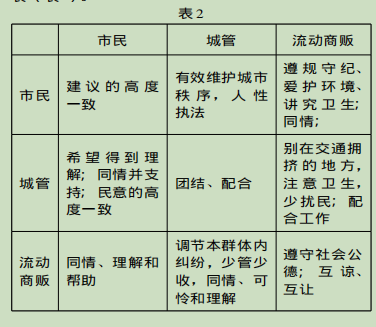 表2
市民 城管 流动商贩
市民
建议的高度
一致
有效维护城市
秩序，人性
执法
遵规守纪、
爱护环境、
讲究卫生；
同情；
城管
希望得到理
解；同情并支
持；民意的高
度一致
团结、配合
别在交通拥
挤的地方，
注意卫生，
少扰民；配
合工作
流动
商贩
同情、理解和
帮助
调节本群体内
纠纷，少管少
收，同情、可
怜和理解
遵守社会公
德；互谅、
互让